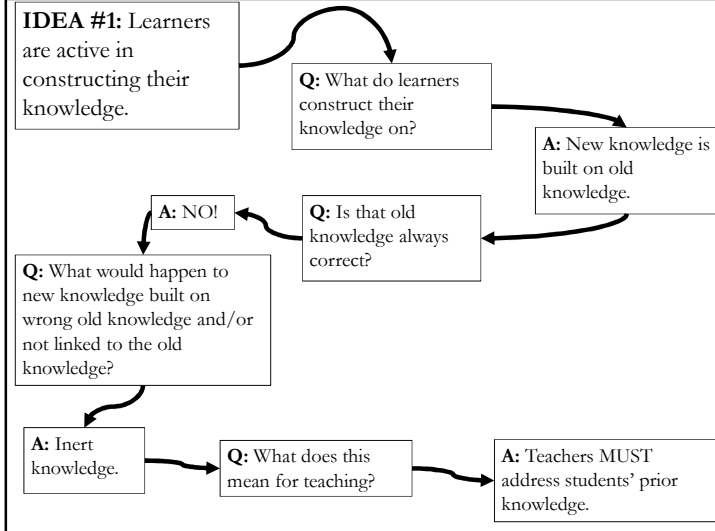 IDEA #1: Learners
are active in
constructing their
knowledge.
Q: What do learners
construct their
knowledge on?
A: New knowledge is
built on old
knowledge.
Q: Is that old
knowledge always
correct?
A: NO!
Q: What would happen to
new knowledge built on
wrong old knowledge and/or
not linked to the old
knowledge?
A: Inert
knowledge.
Q: What does this
mean for teaching?
A: Teachers MUST
address students’ prior
knowledge.